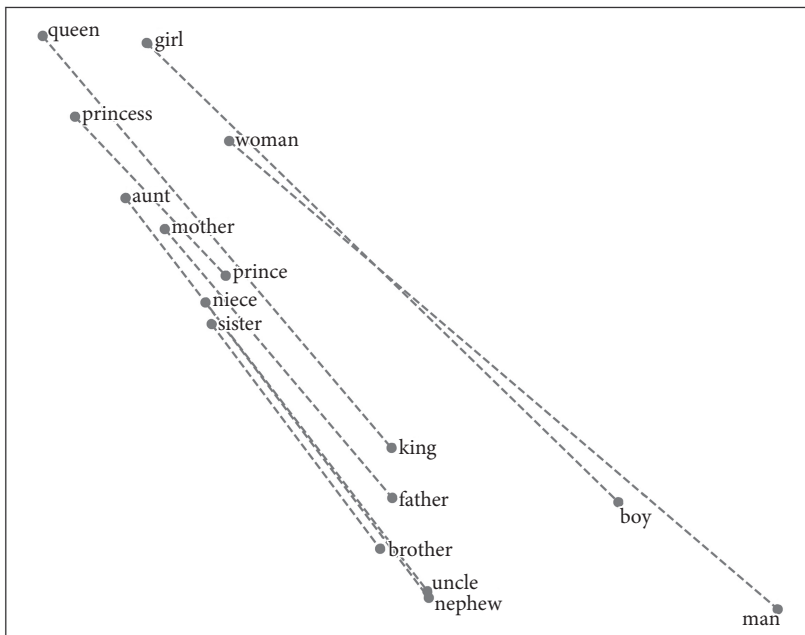 queen
girl
princess
woman
aunt
mother
prince
niece
sister
king
father
boy
brother
uncle
nephew
man